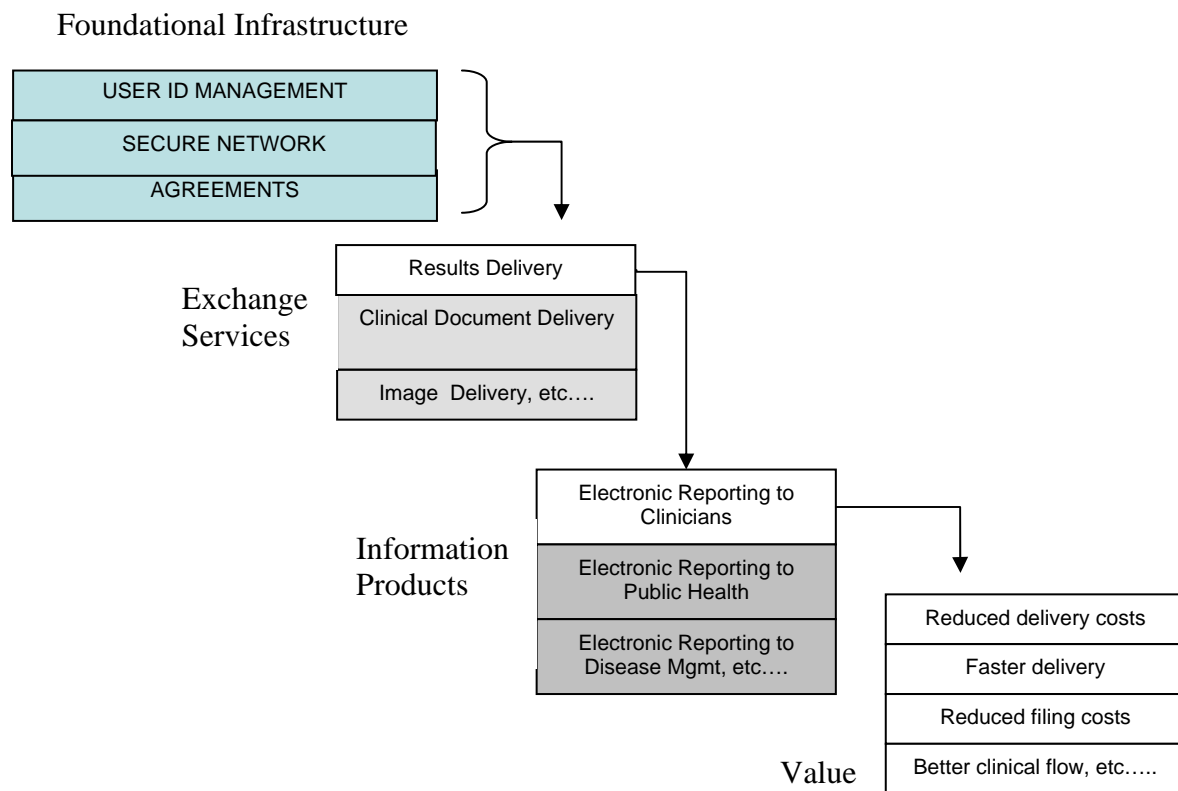 Foundational Infrastructure
USER ID MANAGEMENT
SECURE NETWORK
AGREEMENTS
Exchange
Services
Results Delivery
Clinical Document Delivery
Image  Delivery, etc….
Information
Products
Electronic Reporting to
Clinicians
Electronic Reporting to
Public Health
Electronic Reporting to
Disease Mgmt, etc….
Value
Reduced delivery costs
Faster delivery
Reduced filing costs
Better clinical flow, etc…..